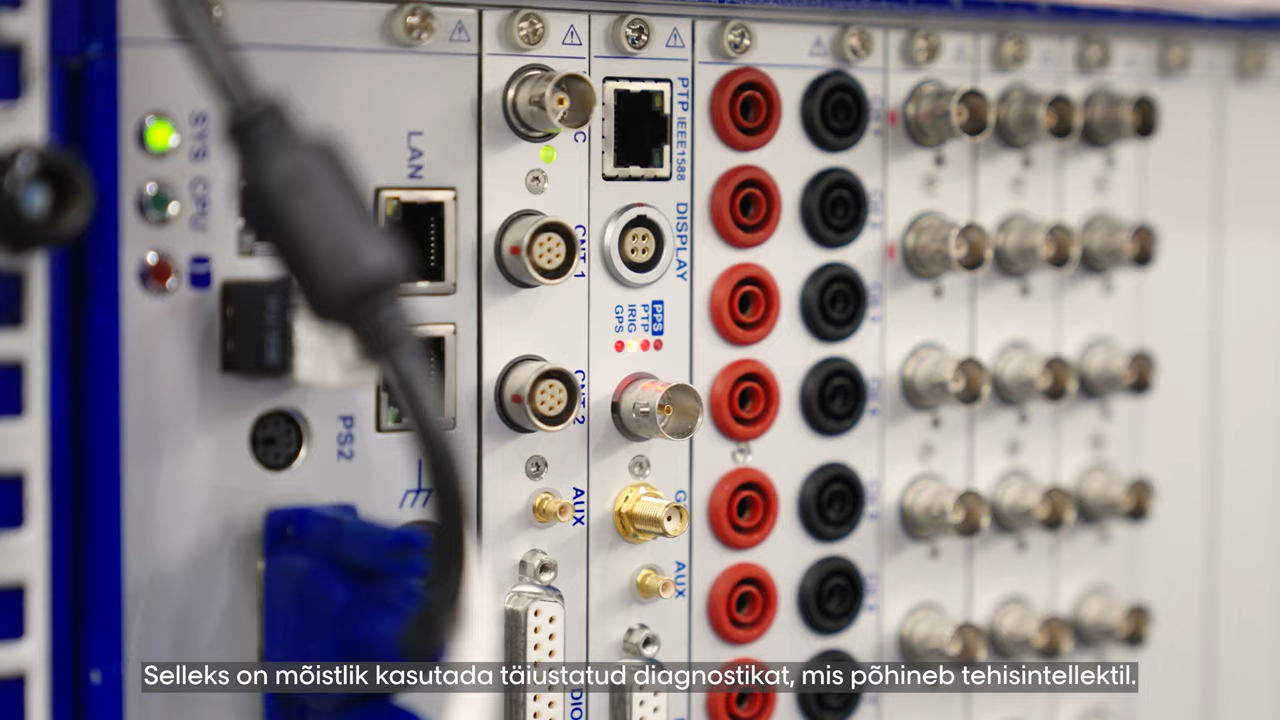 SYS CPU
LAN
PS2
C
CNT 1
CNT 2
AUX
DIO
PTP IEEE1588
DISPLAY
GPS
IRIG
PTP
PPS
G
AUX
Selleks on mõistlik kasutada täiustatud diagnostikat, mis põhineb tehisintellektil.